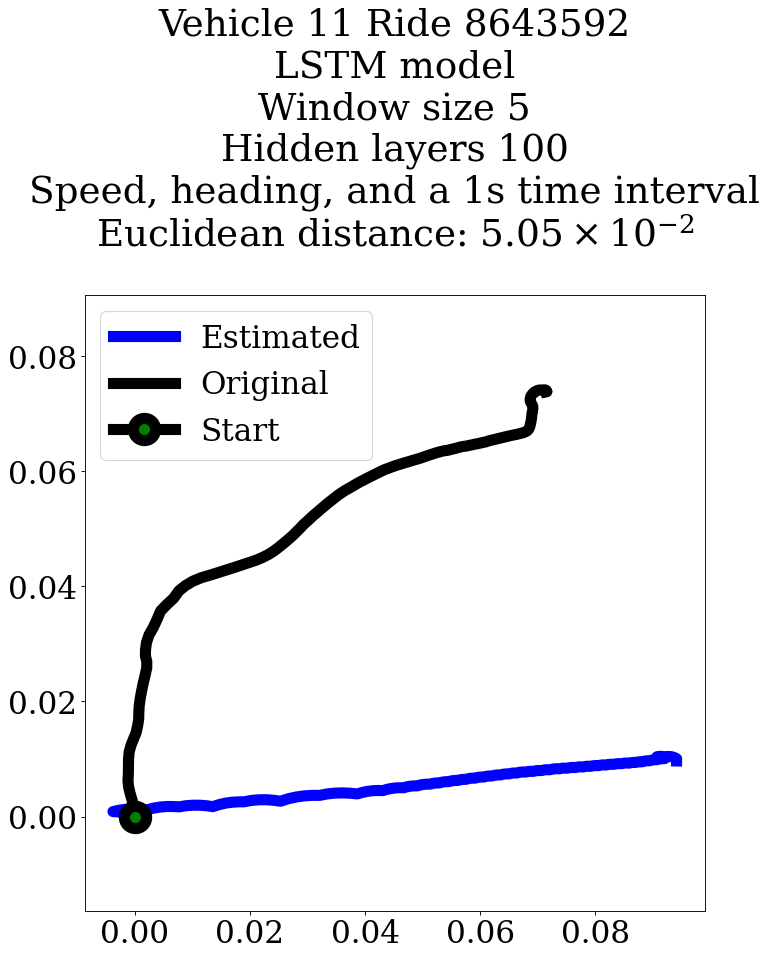 Vehicle 11 Ride 8643592
LSTM model
Window size 5
Hidden layers 100
Speed, heading, and a 1s time interval
Euclidean distance: 5.05 × 10⁻²
Estimated
Original
Start
0.08
0.06
0.04
0.02
0.00
0.00 0.02 0.04 0.06 0.08